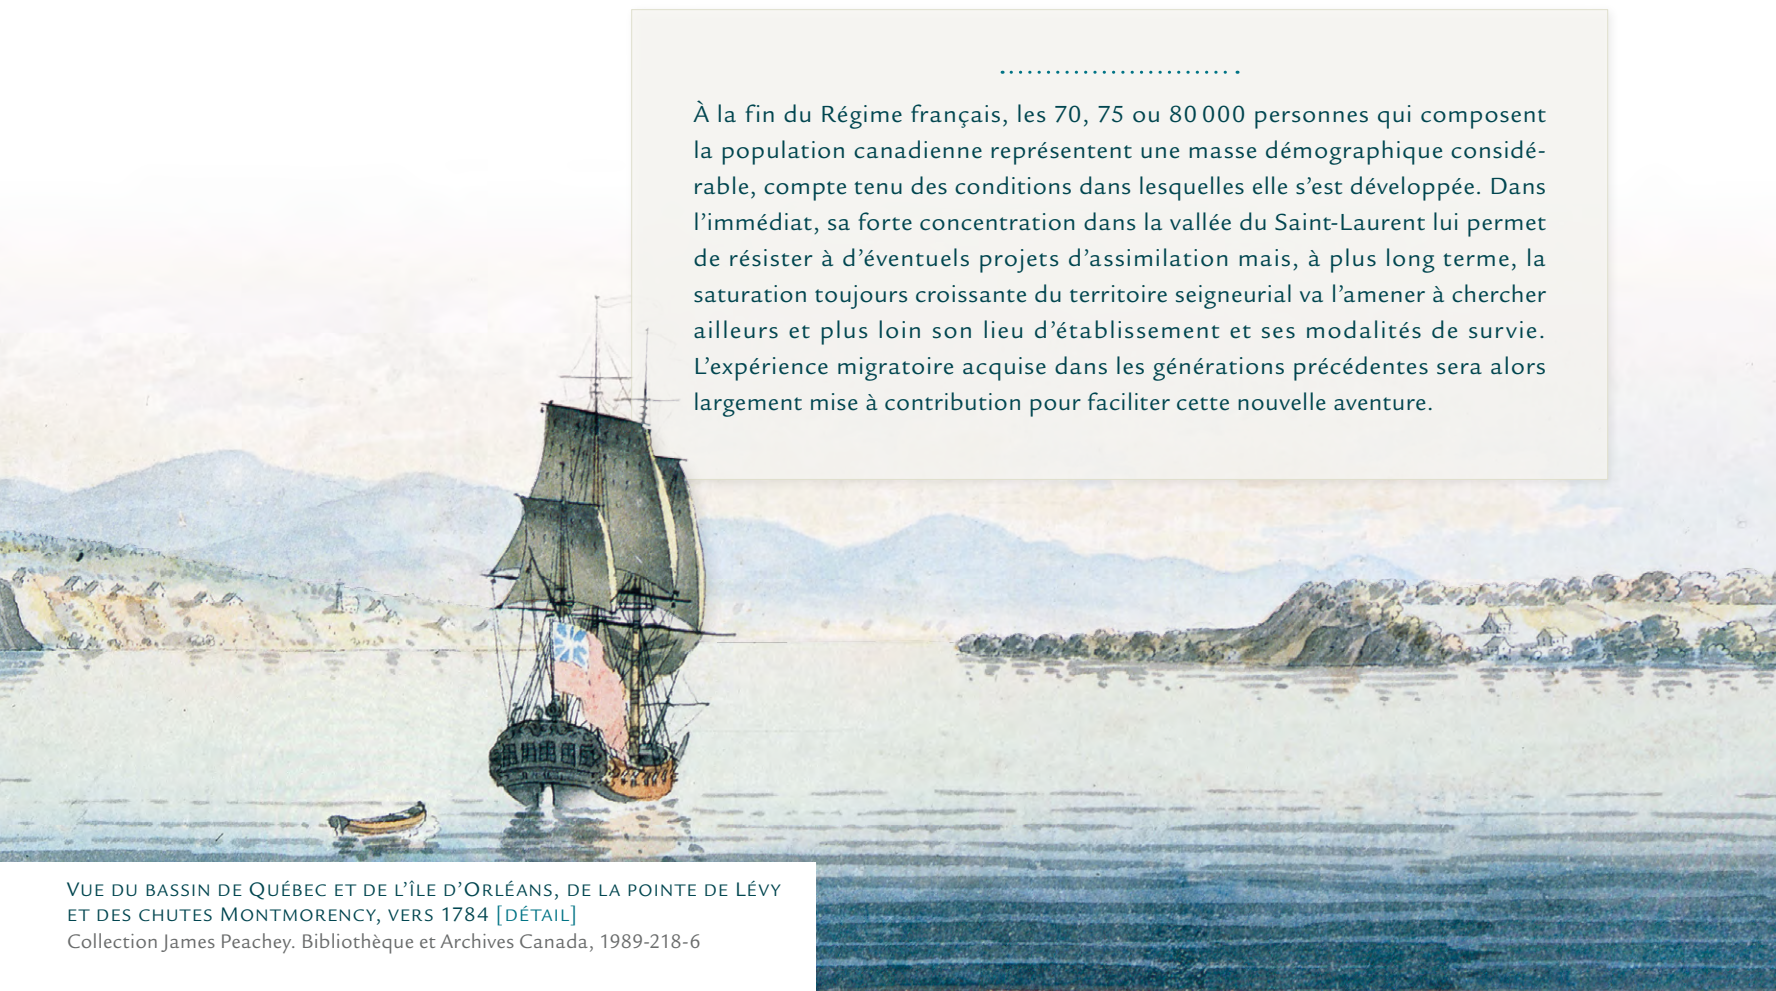 À la fin du Régime français, les 70, 75 ou 80 000 personnes qui composent
la population canadienne représentent une masse démographique considé-
rable, compte tenu des conditions dans lesquelles elle s’est développée. Dans
l’immédiat, sa forte concentration dans la vallée du Saint-Laurent lui permet
de résister à d’éventuels projets d’assimilation mais, à plus long terme, la
saturation toujours croissante du territoire seigneurial va l’amener à chercher
ailleurs et plus loin son lieu d’établissement et ses modalités de survie.
L’expérience migratoire acquise dans les générations précédentes sera alors
largement mise à contribution pour faciliter cette nouvelle aventure.
Vue du bassin de Québec et de l’île d’Orléans, de la pointe de Lévy
et des chutes Montmorency, vers 1784 [détail]
Collection James Peachey. Bibliothèque et Archives Canada, 1989-218-6